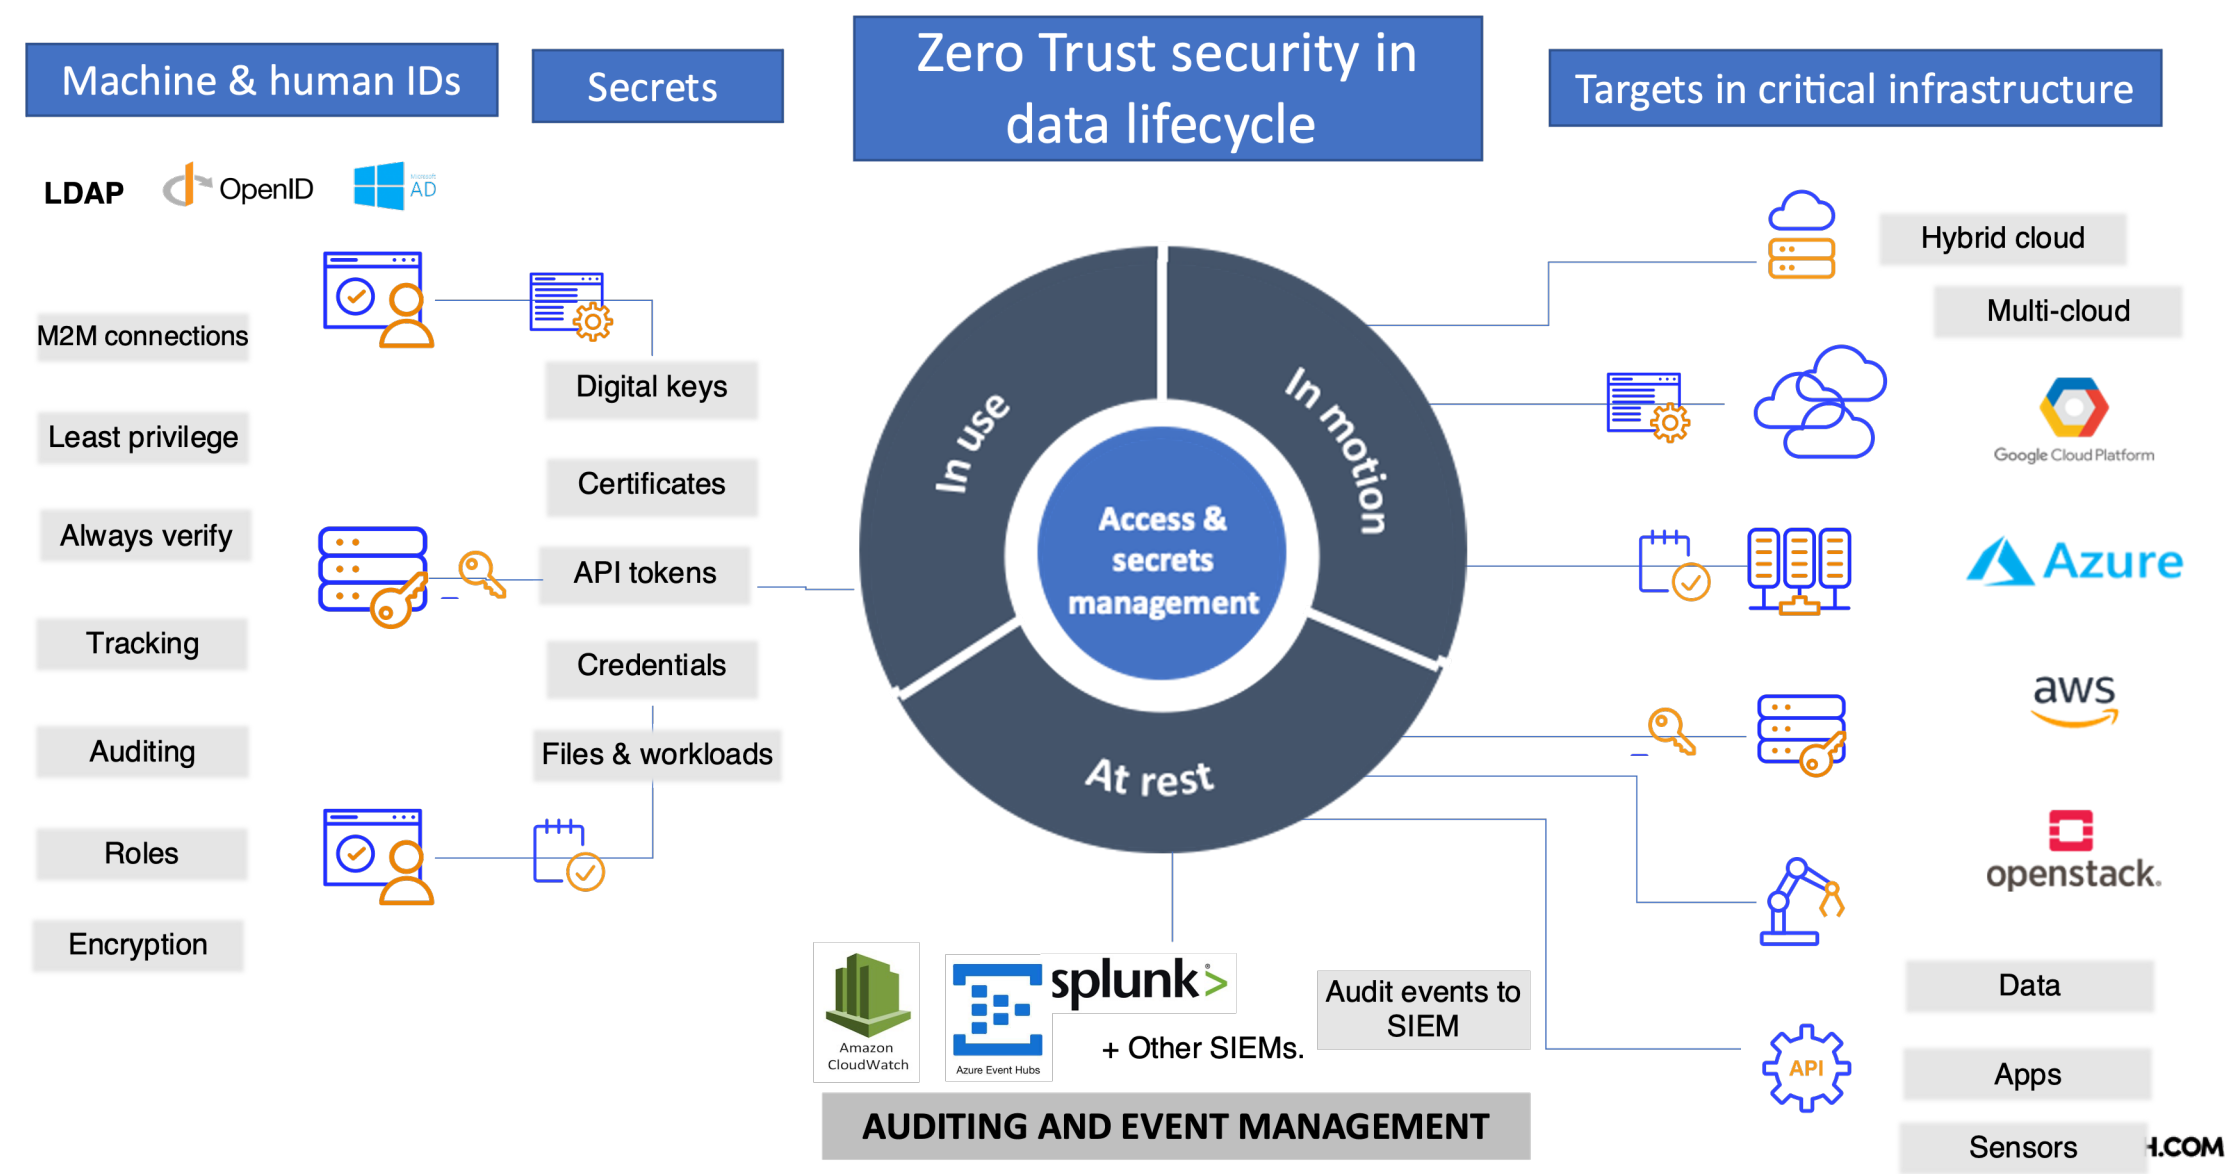 Machine & human IDs
Secrets
Zero Trust security in
data lifecycle
Targets in critical infrastructure
LDAP
OpenID
Microsoft
AD
M2M connections
Least privilege
Always verify
Tracking
Auditing
Roles
Encryption
Digital keys
Certificates
API tokens
Credentials
Files & workloads
In use
In motion
At rest
Access &
secrets
management
Hybrid cloud
Multi-cloud
Google Cloud Platform
Azure
aws
openstack.
API
Data
Apps
Sensors
H.COM
Amazon
CloudWatch
Azure Event Hubs
splunk>
+ Other SIEMs.
Audit events to
SIEM
AUDITING AND EVENT MANAGEMENT